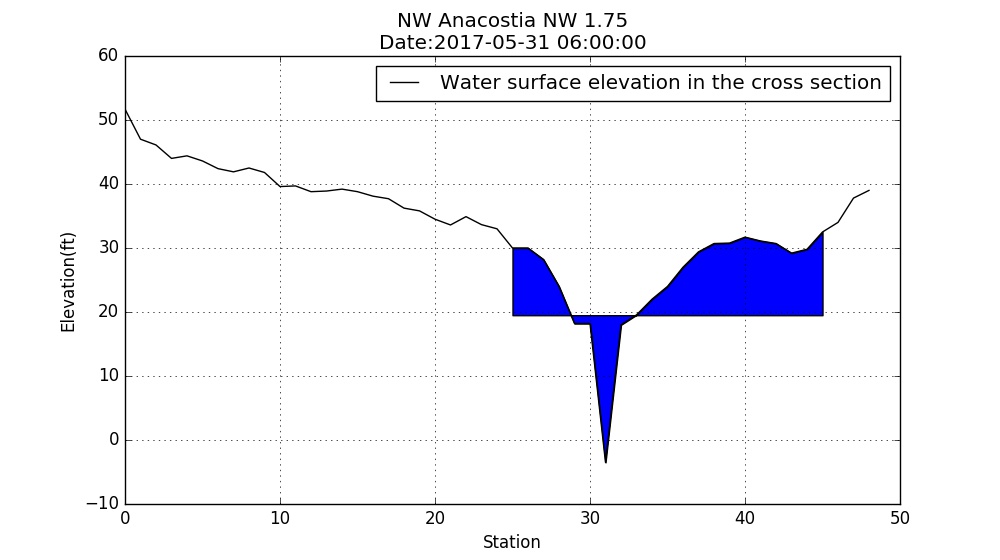 NW Anacostia NW 1.75
Date:2017-05-31 06:00:00
Water surface elevation in the cross section
60
50
40
30
20
10
0
−10
Elevation(ft)
0 10 20 30 40 50
Station